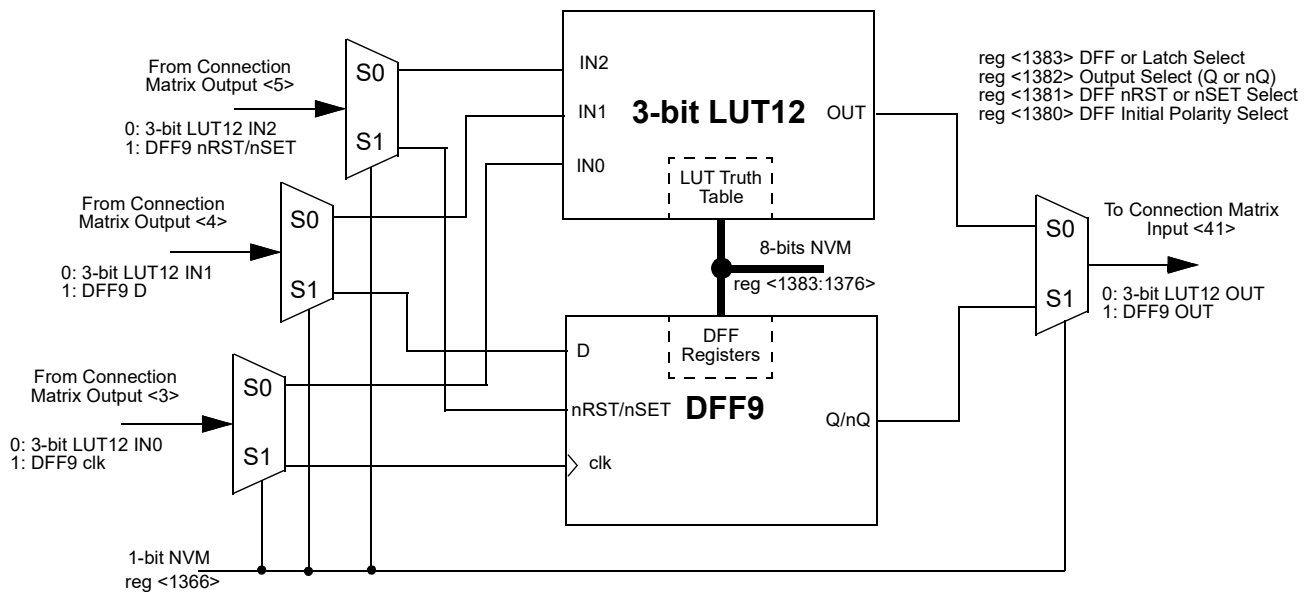 From Connection
Matrix Output <5>
0: 3-bit LUT12 IN2
1: DFF9 nRST/nSET
S0
S1
From Connection
Matrix Output <4>
0: 3-bit LUT12 IN1
1: DFF9 D
S0
S1
From Connection
Matrix Output <3>
0: 3-bit LUT12 IN0
1: DFF9 clk
S0
S1
1-bit NVM
reg <1366>
IN2
IN1
IN0
3-bit LUT12
OUT
LUT Truth
Table
8-bits NVM
reg <1383:1376>
DFF
Registers
D
nRST/nSET
DFF9
clk
Q/nQ
reg <1383> DFF or Latch Select
reg <1382> Output Select (Q or nQ)
reg <1381> DFF nRST or nSET Select
reg <1380> DFF Initial Polarity Select
S0
S1
To Connection Matrix
Input <41>
0: 3-bit LUT12 OUT
1: DFF9 OUT